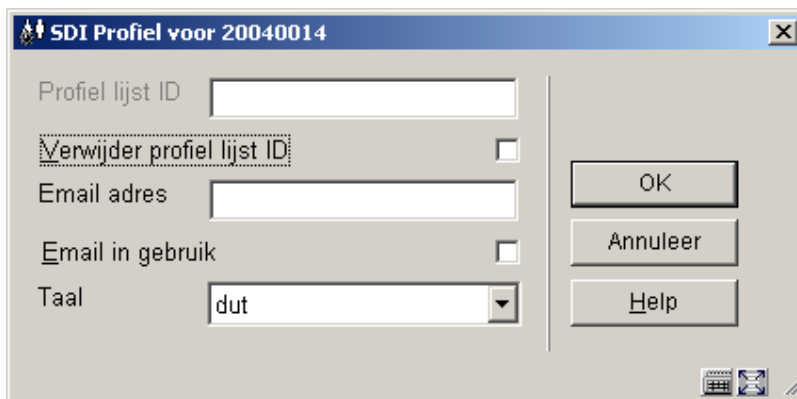 SDI Profiel voor 20040014
Profiel lijst ID
Verwijder profiel lijst ID
Email adres
Email in gebruik
Taal
dut
OK
Annuleer
Help